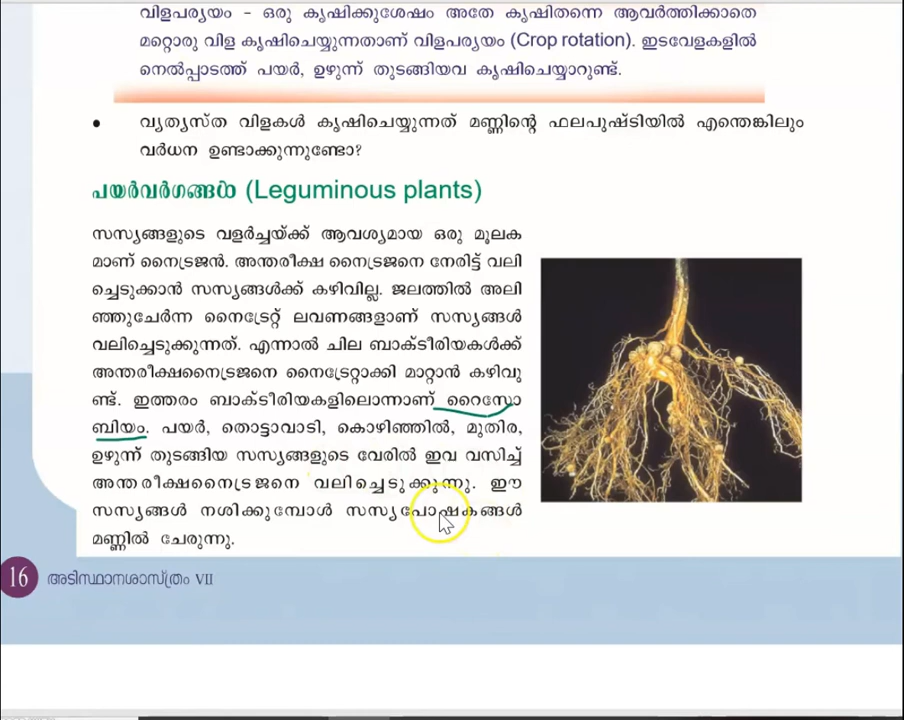 വിളപര്യയം - ഒരു കൃഷിക്കുശേഷം അതേ കൃഷിതന്നെ ആവർത്തിക്കാതെ
മറ്റൊരു വിള കൃഷിചെയ്യുന്നതാണ് വിളപര്യയം (Crop rotation). ഇടവേളകളിൽ
നെൽപ്പാടത്ത് പയർ, ഉഴുന്ന് തുടങ്ങിയവ കൃഷിചെയ്യാറുണ്ട്.
• വ്യത്യസ്ത വിളകൾ കൃഷിചെയ്യുന്നത് മണ്ണിന്റെ ഫലപുഷ്ടിയിൽ എന്തെങ്കിലും
വർധന ഉണ്ടാക്കുന്നുണ്ടോ?
പയർവർഗങ്ങൾ (Leguminous plants)
സസ്യങ്ങളുടെ വളർച്ചയ്ക്ക് ആവശ്യമായ ഒരു മൂലക
മാണ് നൈട്രജൻ. അന്തരീക്ഷ നൈട്രജനെ നേരിട്ട് വലി
ച്ചെടുക്കാൻ സസ്യങ്ങൾക്ക് കഴിവില്ല. ജലത്തിൽ അലി
ഞ്ഞുചേർന്ന നൈട്രേറ്റ് ലവണങ്ങളാണ് സസ്യങ്ങൾ
വലിച്ചെടുക്കുന്നത്. എന്നാൽ ചില ബാക്ടീരിയകൾക്ക്
അന്തരീക്ഷനൈട്രജനെ നൈട്രേറ്റാക്കി മാറ്റാൻ കഴിവു
ണ്ട്. ഇത്തരം ബാക്ടീരിയകളിലൊന്നാണ് റൈസോ
ബിയം. പയർ, തൊട്ടാവാടി, കൊഴിഞ്ഞിൽ, മുതിര,
ഉഴുന്ന് തുടങ്ങിയ സസ്യങ്ങളുടെ വേരിൽ ഇവ വസിച്ച്
അന്തരീക്ഷനൈട്രജനെ വലിച്ചെടുക്കുന്നു. ഈ
സസ്യങ്ങൾ നശിക്കുമ്പോൾ സസ്യപോഷകങ്ങൾ
മണ്ണിൽ ചേരുന്നു.
16 അടിസ്ഥാനശാസ്ത്രം VII